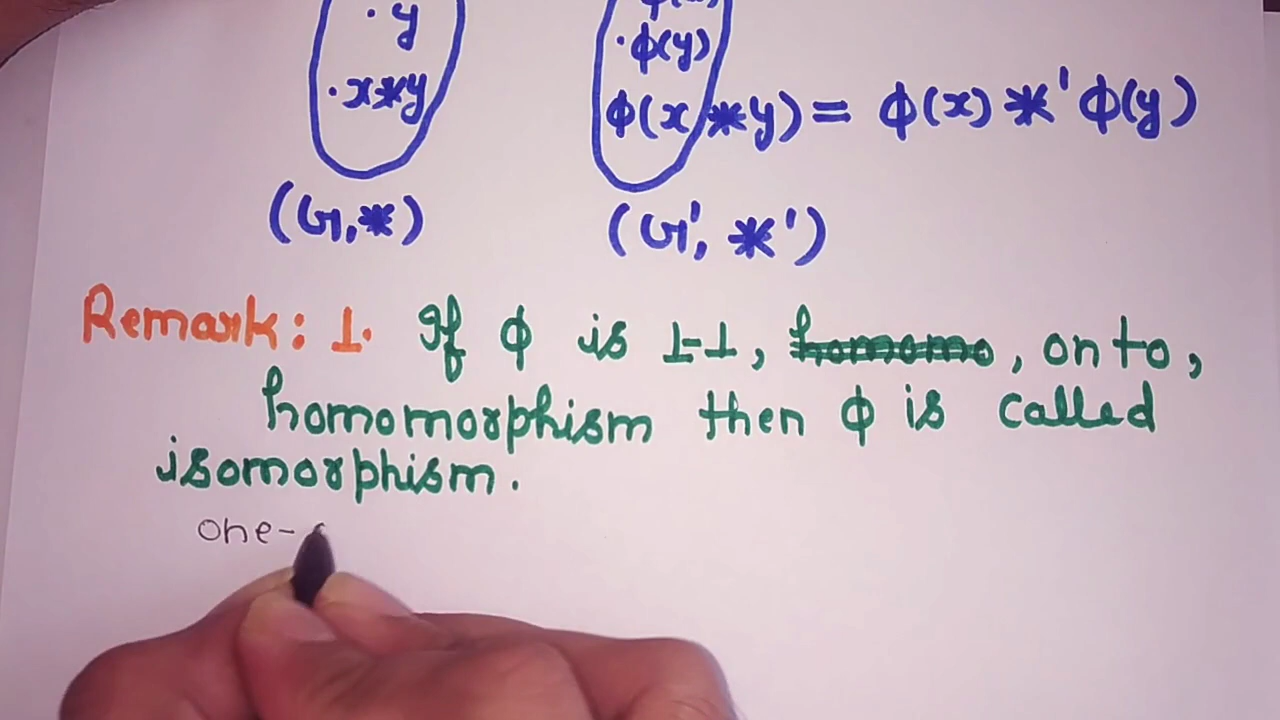 · y
· φ(y)
· x*y
φ(x*y) = φ(x) *' φ(y)
(G,*)
(G', *')
Remark: 1. If φ is 1-1, homomo, onto,
homomorphism then φ is called
isomorphism.
one-